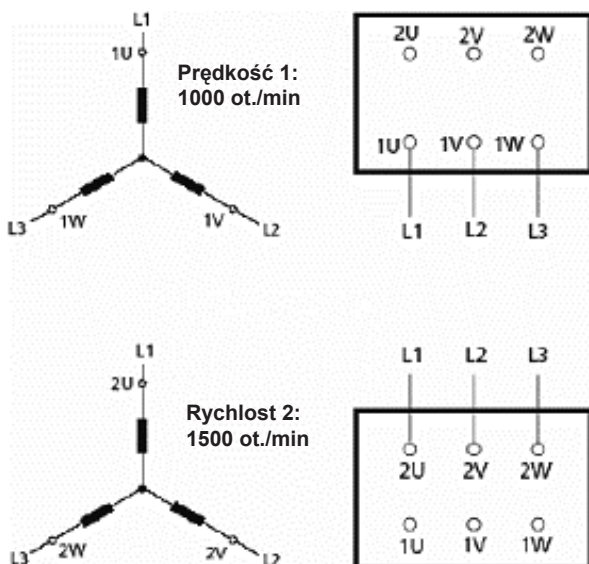 L1
1U
Prędkość 1:
1000 ot./min
L3
1W
1V
L2
2U 2V 2W
1U 1V 1W
L1 L2 L3
L1
2U
Rychlost 2:
1500 ot./min
L3
2W
2V
L2
L1 L2 L3
2U 2V 2W
1U 1V 1W